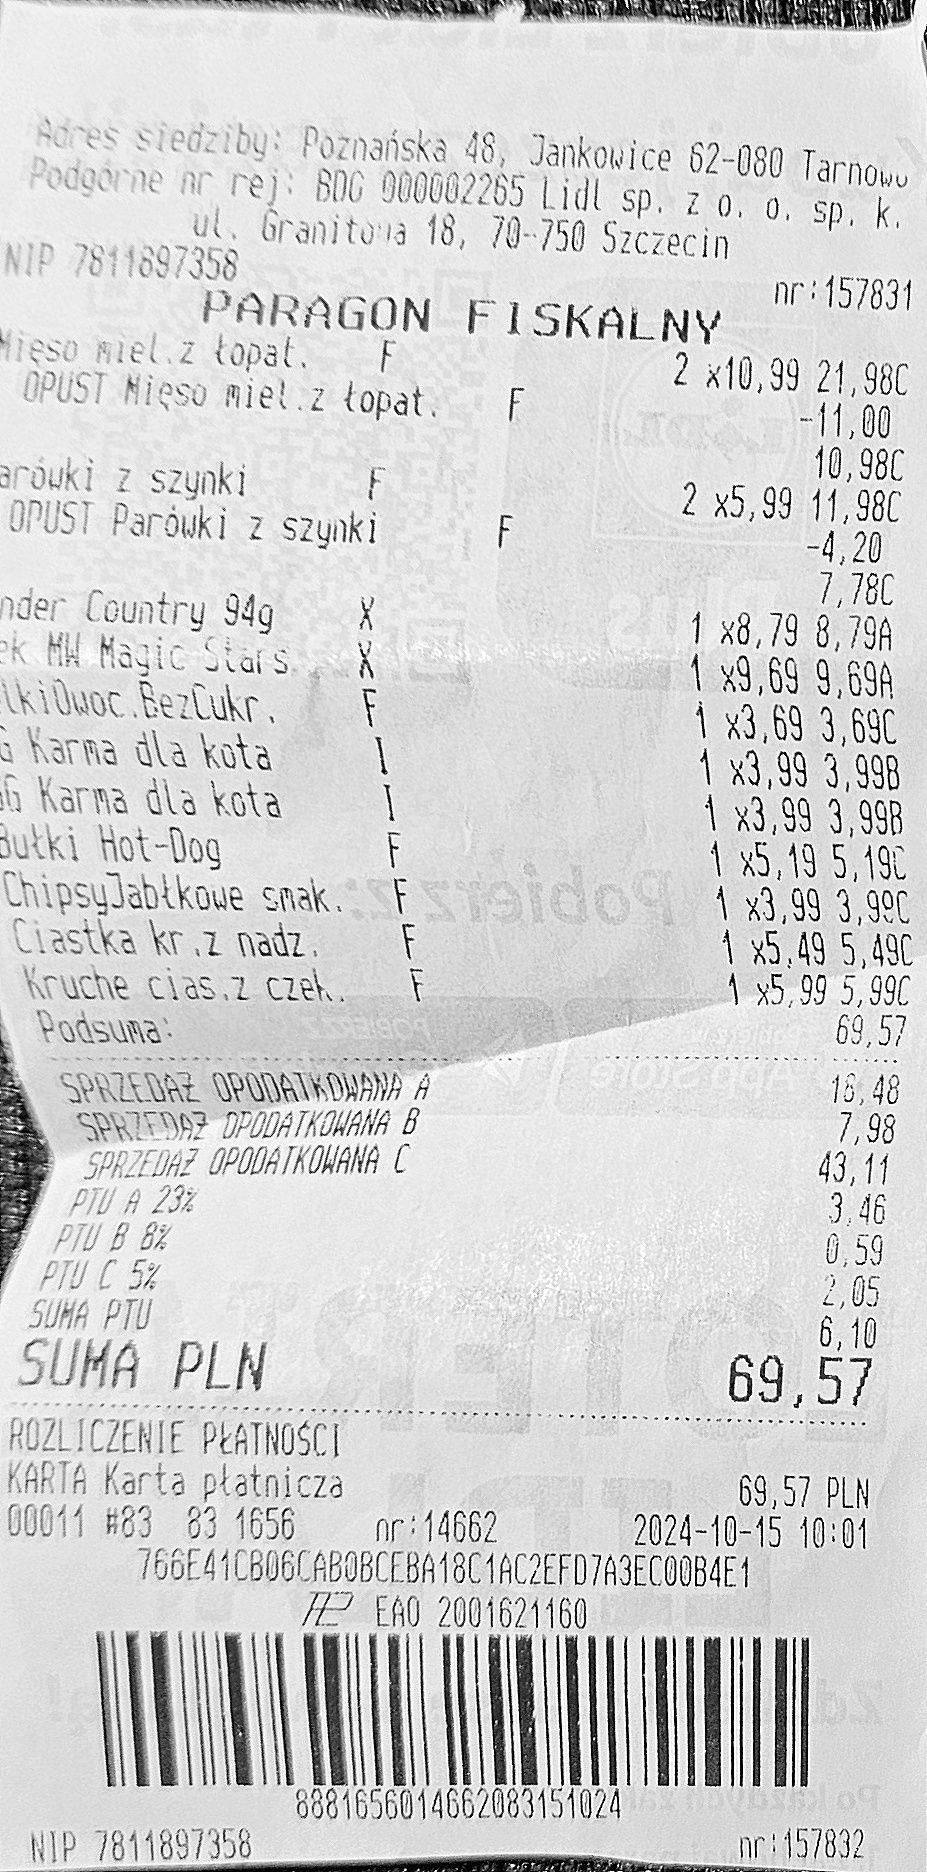 Adres siedziby: Poznańska 48, Jankowice 62-080 Tarnowo
Podgórne nr rej: BDO 000002265 Lidl sp. z o. o. sp. k.
ul. Granitowa 18, 70-750 Szczecin
NIP 7811897358 nr:157831
PARAGON FISKALNY
Mięso miel.z łopat. F 2 x10,99 21,98C
OPUST Mięso miel.z łopat. F -11,00
10,98C
arówki z szynki F 2 x5,99 11,98C
OPUST Parówki z szynki F -4,20
7,78C
nder Country 94g X 1 x8,79 8,79A
ek MW Magic Stars X 1 x9,69 9,69A
lkiOwoc.BezCukr. F 1 x3,69 3,69C
G Karma dla kota I 1 x3,99 3,99B
G Karma dla kota I 1 x3,99 3,99B
Bułki Hot-Dog F 1 x5,19 5,19C
ChipsyJabłkowe smak. F 1 x3,99 3,99C
Ciastka kr.z nadz. F 1 x5,49 5,49C
Kruche cias.z czek. F 1 x5,99 5,99C
Podsuma: 69,57
SPRZEDAŻ OPODATKOWANA A 18,48
SPRZEDAŻ OPODATKOWANA B 7,98
SPRZEDAŻ OPODATKOWANA C 43,11
PTU A 23% 3,46
PTU B 8% 0,59
PTU C 5% 2,05
SUMA PTU 6,10
SUMA PLN 69,57
ROZLICZENIE PŁATNOŚCI
KARTA Karta płatnicza 69,57 PLN
00011 #83 83 1656 nr:14662 2024-10-15 10:01
766E41CB06CAB0BCEBA18C1AC2EFD7A3EC00B4E1
EAO 2001621160
88816560146620831​51024
NIP 7811897358 nr:157832